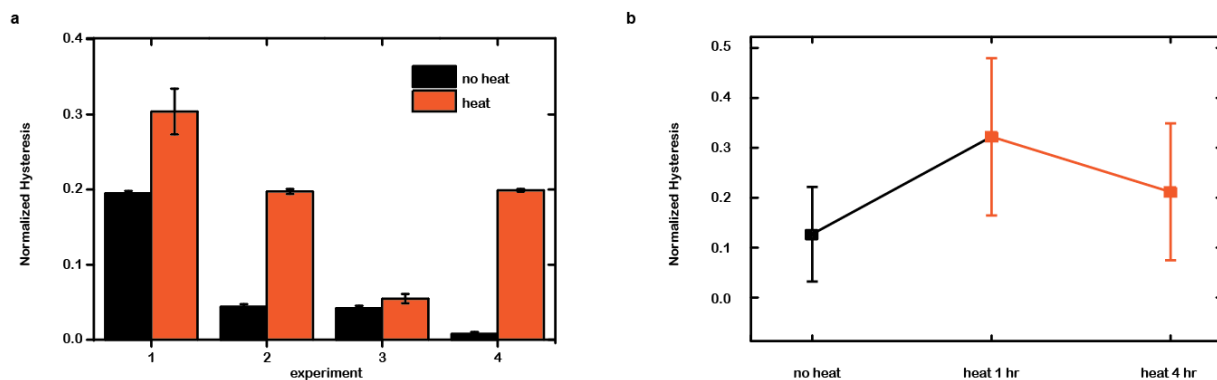 a
Normalized Hysteresis
0.4
0.3
0.2
0.1
0.0
no heat
heat
1 2 3 4
experiment
b
Normalized Hysteresis
0.5
0.4
0.3
0.2
0.1
0.0
no heat heat 1 hr heat 4 hr